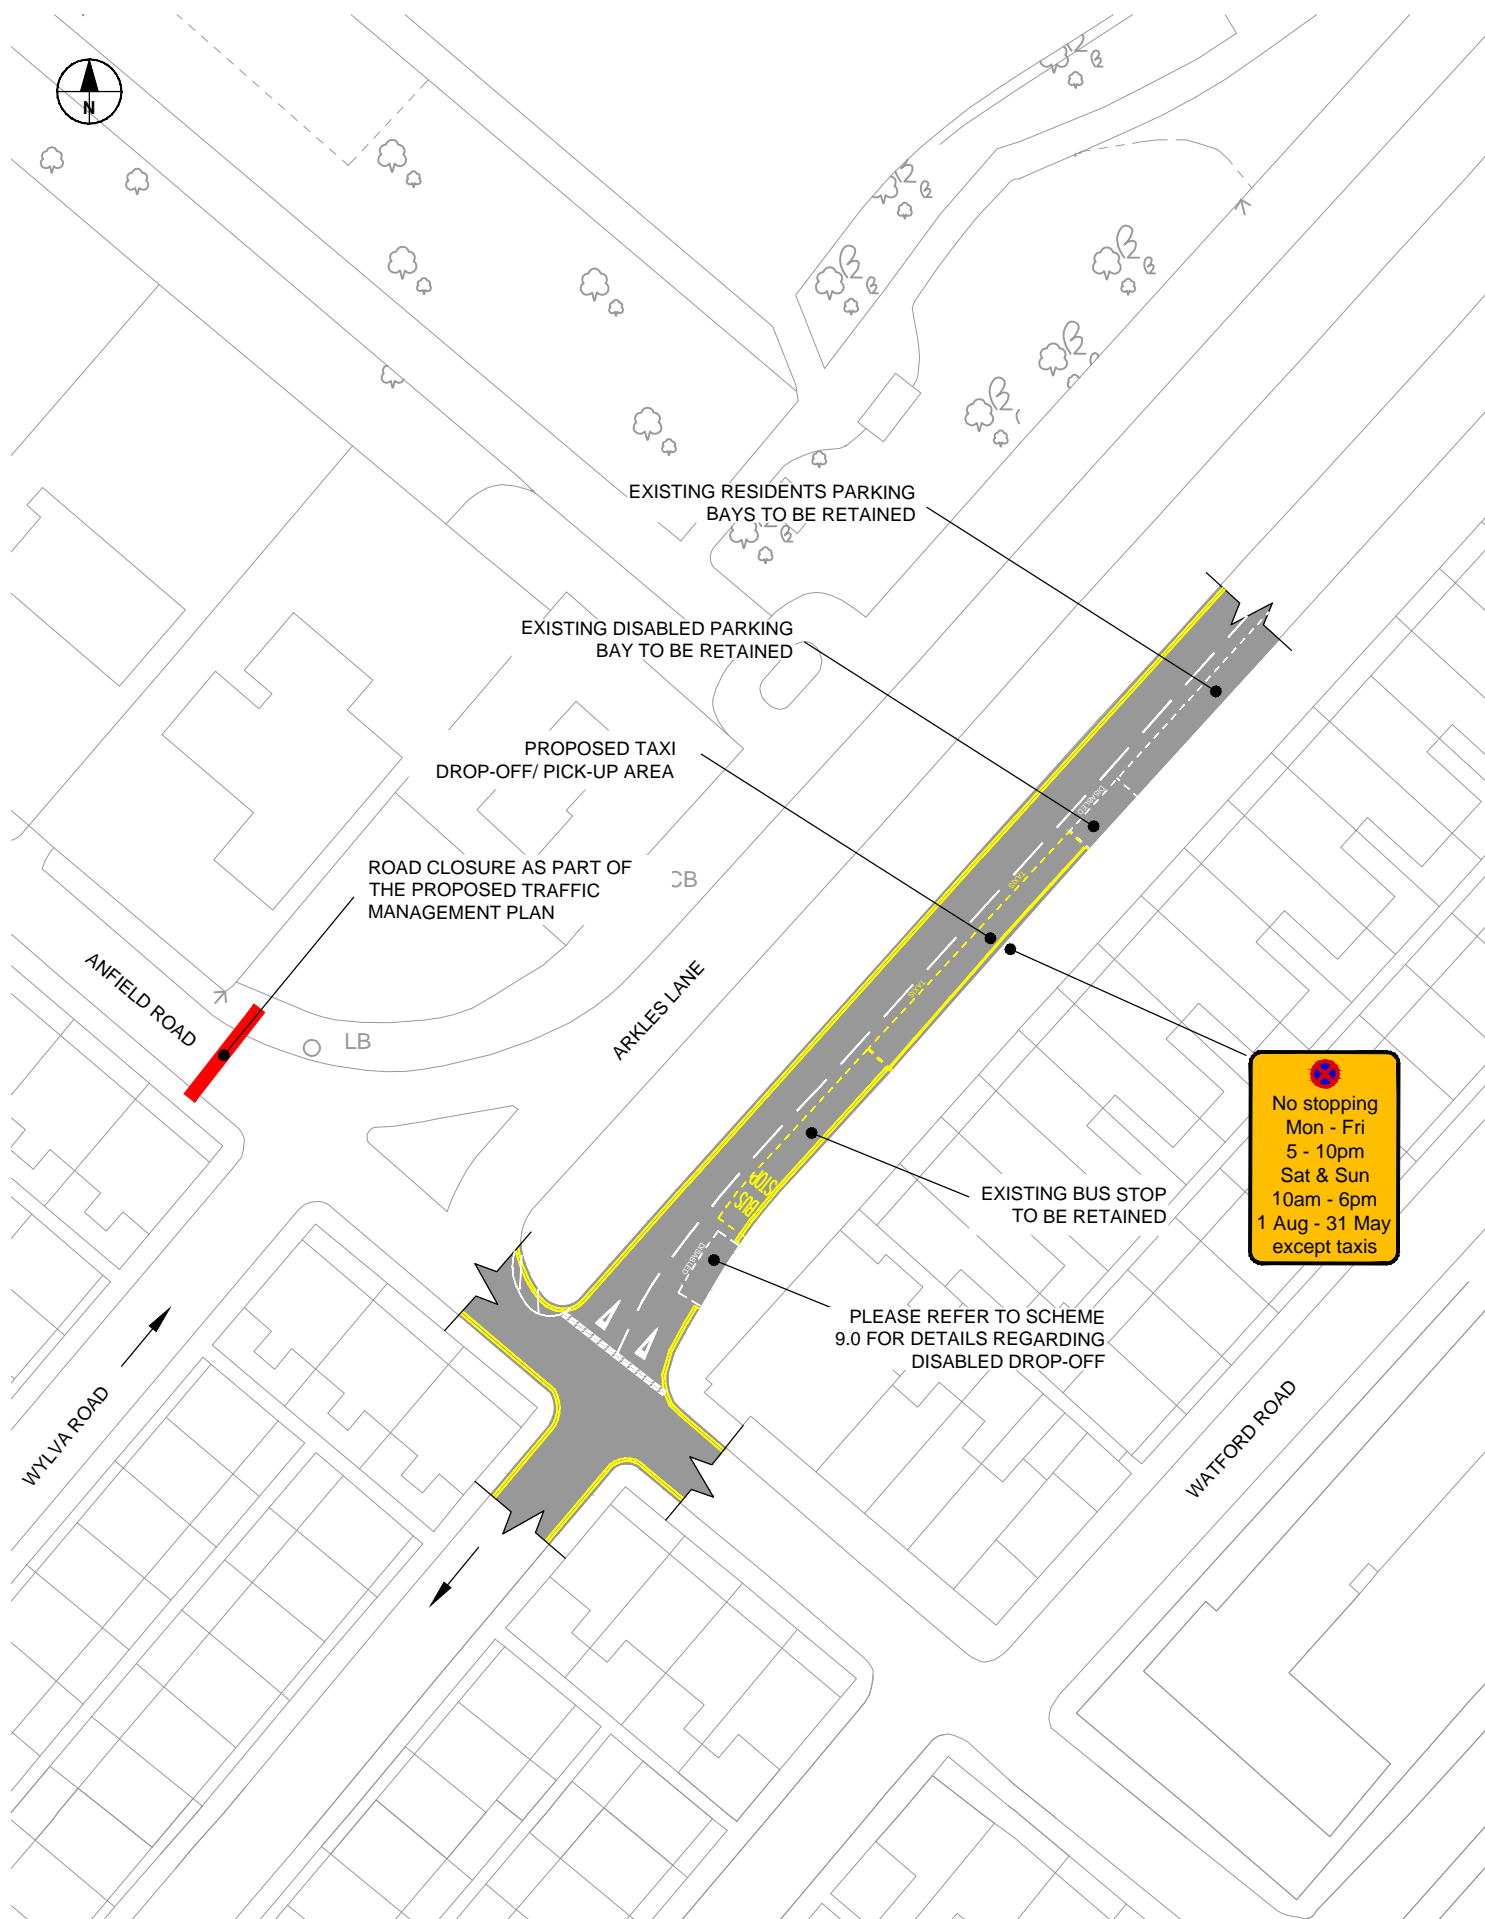 N
EXISTING RESIDENTS PARKING
BAYS TO BE RETAINED
EXISTING DISABLED PARKING
BAY TO BE RETAINED
PROPOSED TAXI
DROP-OFF/ PICK-UP AREA
DISABLED
TAXIS
ROAD CLOSURE AS PART OF
THE PROPOSED TRAFFIC
MANAGEMENT PLAN
CB
ANFIELD ROAD
ARKLES LANE
TAXIS
LB
No stopping
Mon - Fri
5 - 10pm
Sat & Sun
10am - 6pm
1 Aug - 31 May
except taxis
BUS
STOP
EXISTING BUS STOP
TO BE RETAINED
DISABLED
PLEASE REFER TO SCHEME
9.0 FOR DETAILS REGARDING
DISABLED DROP-OFF
WYLVA ROAD
WATFORD ROAD